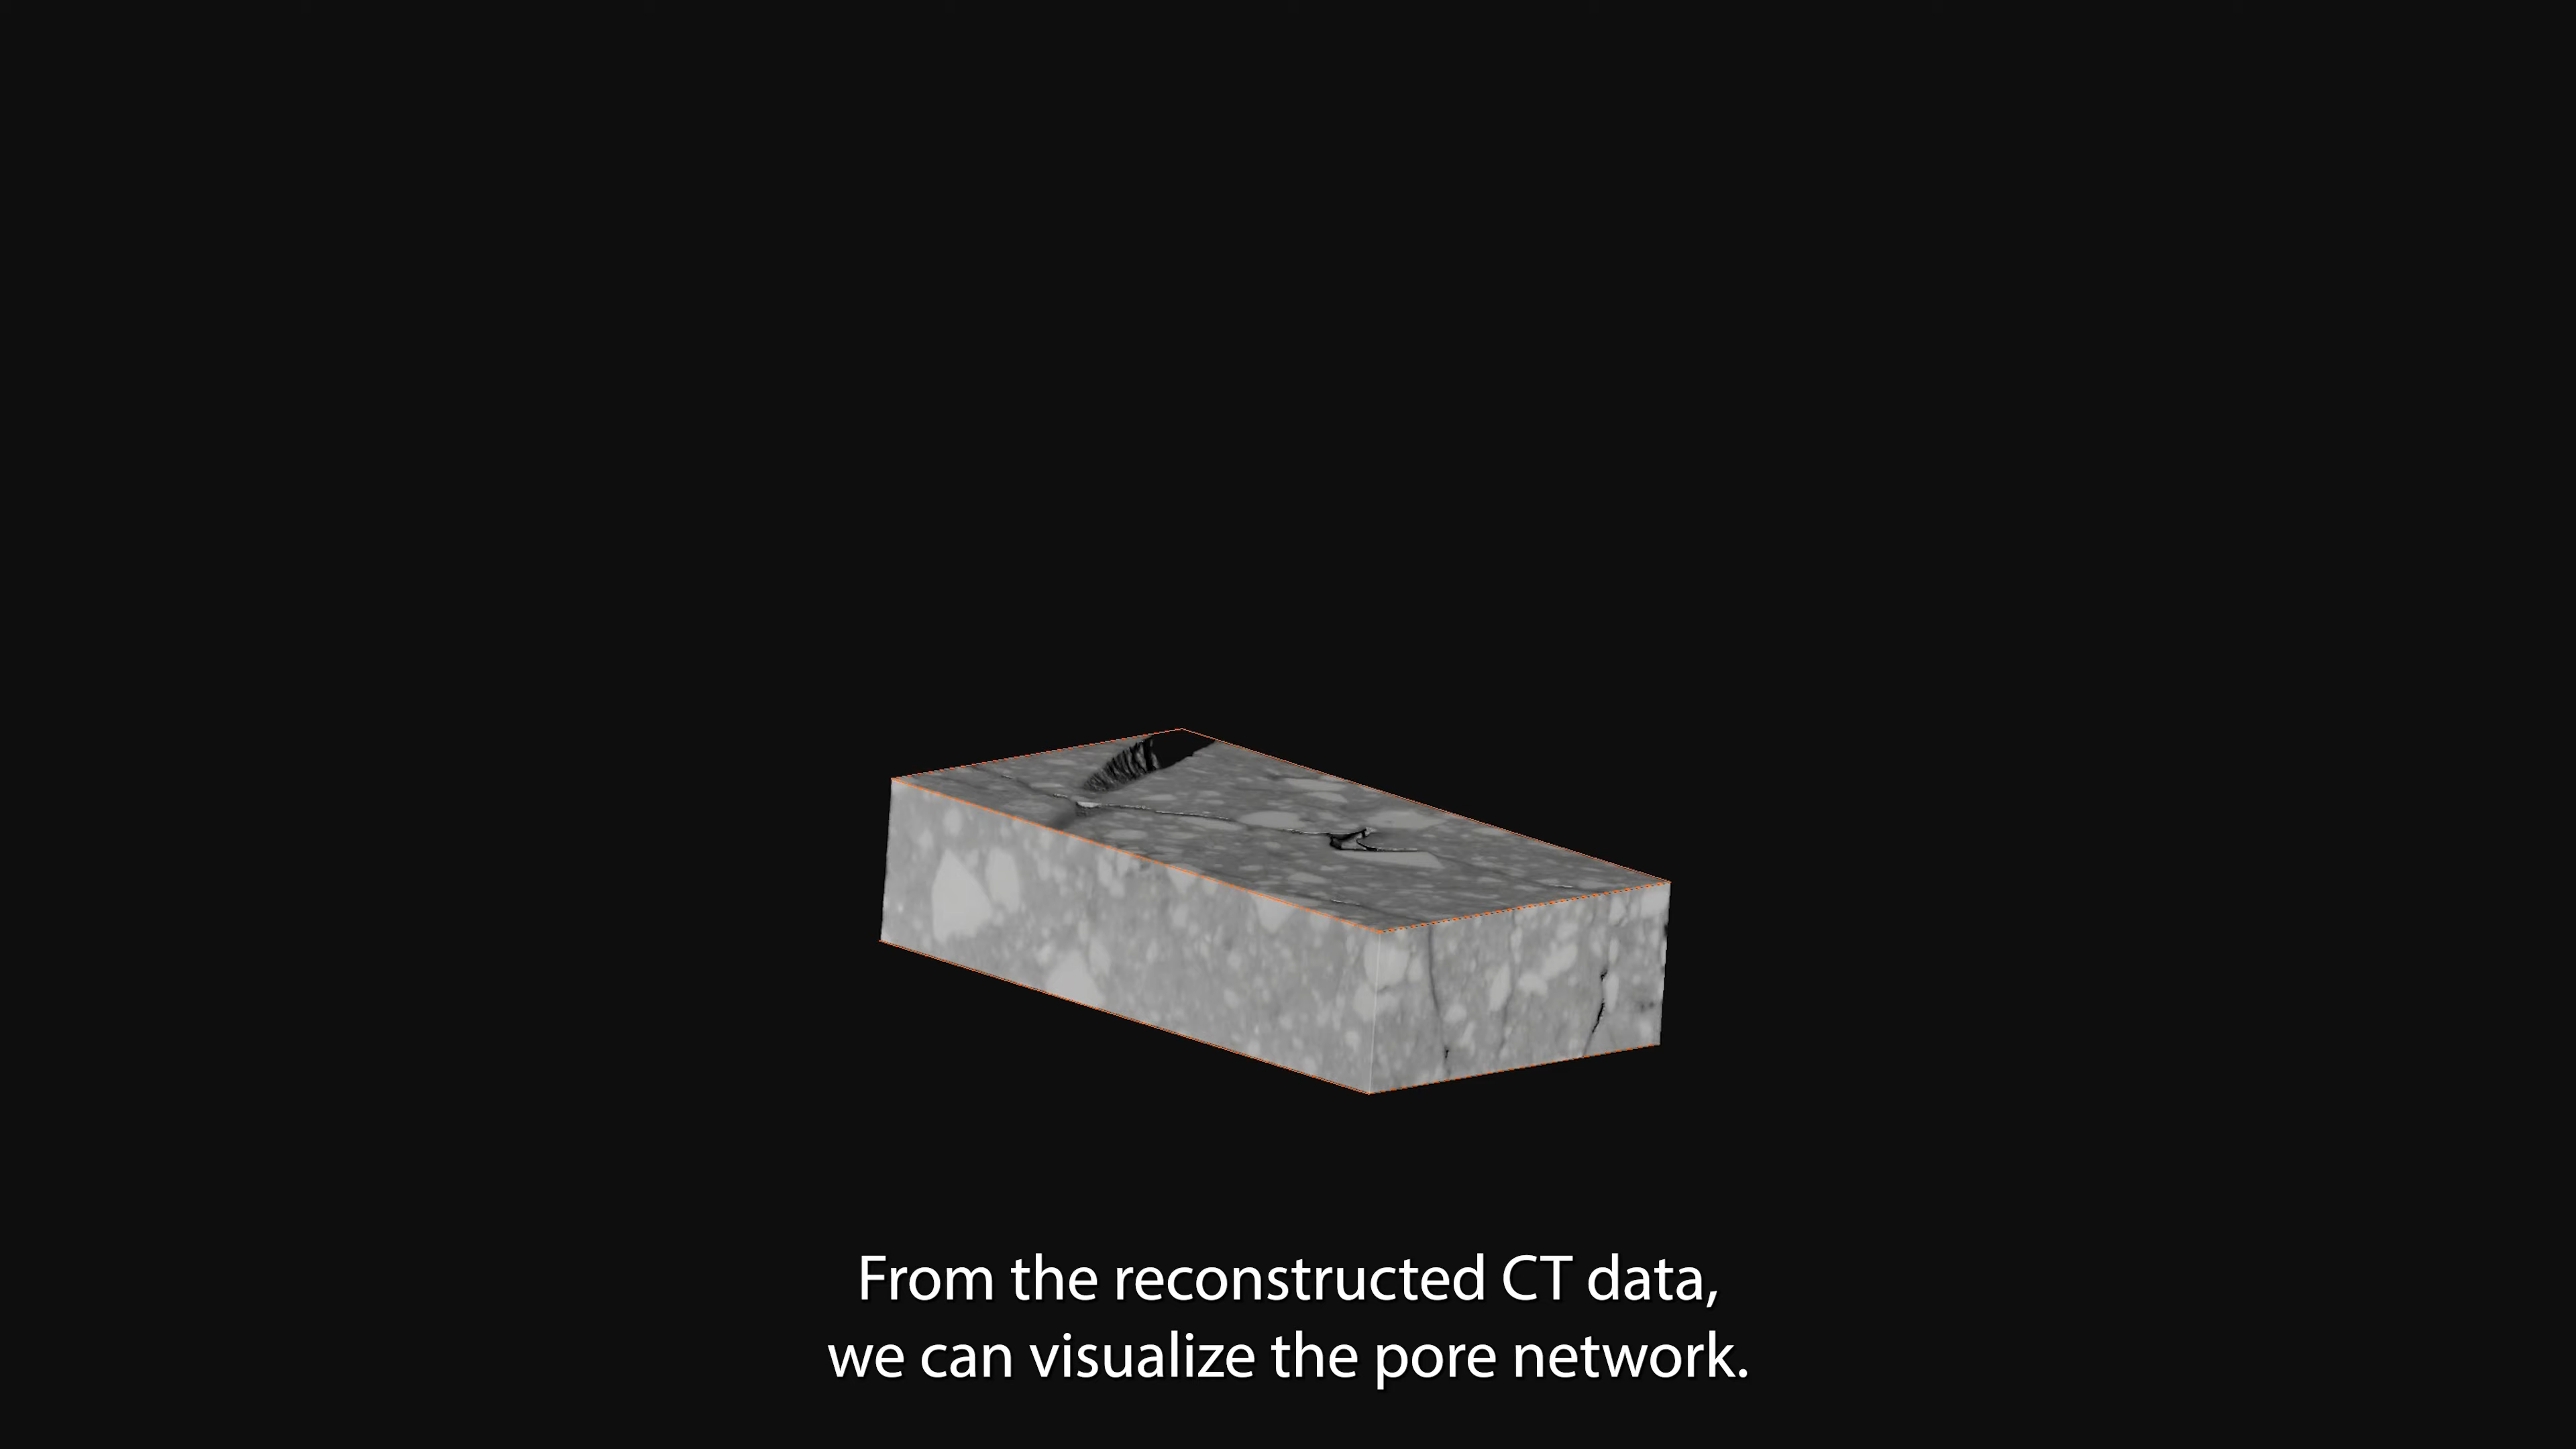 From the reconstructed CT data,
we can visualize the pore network.